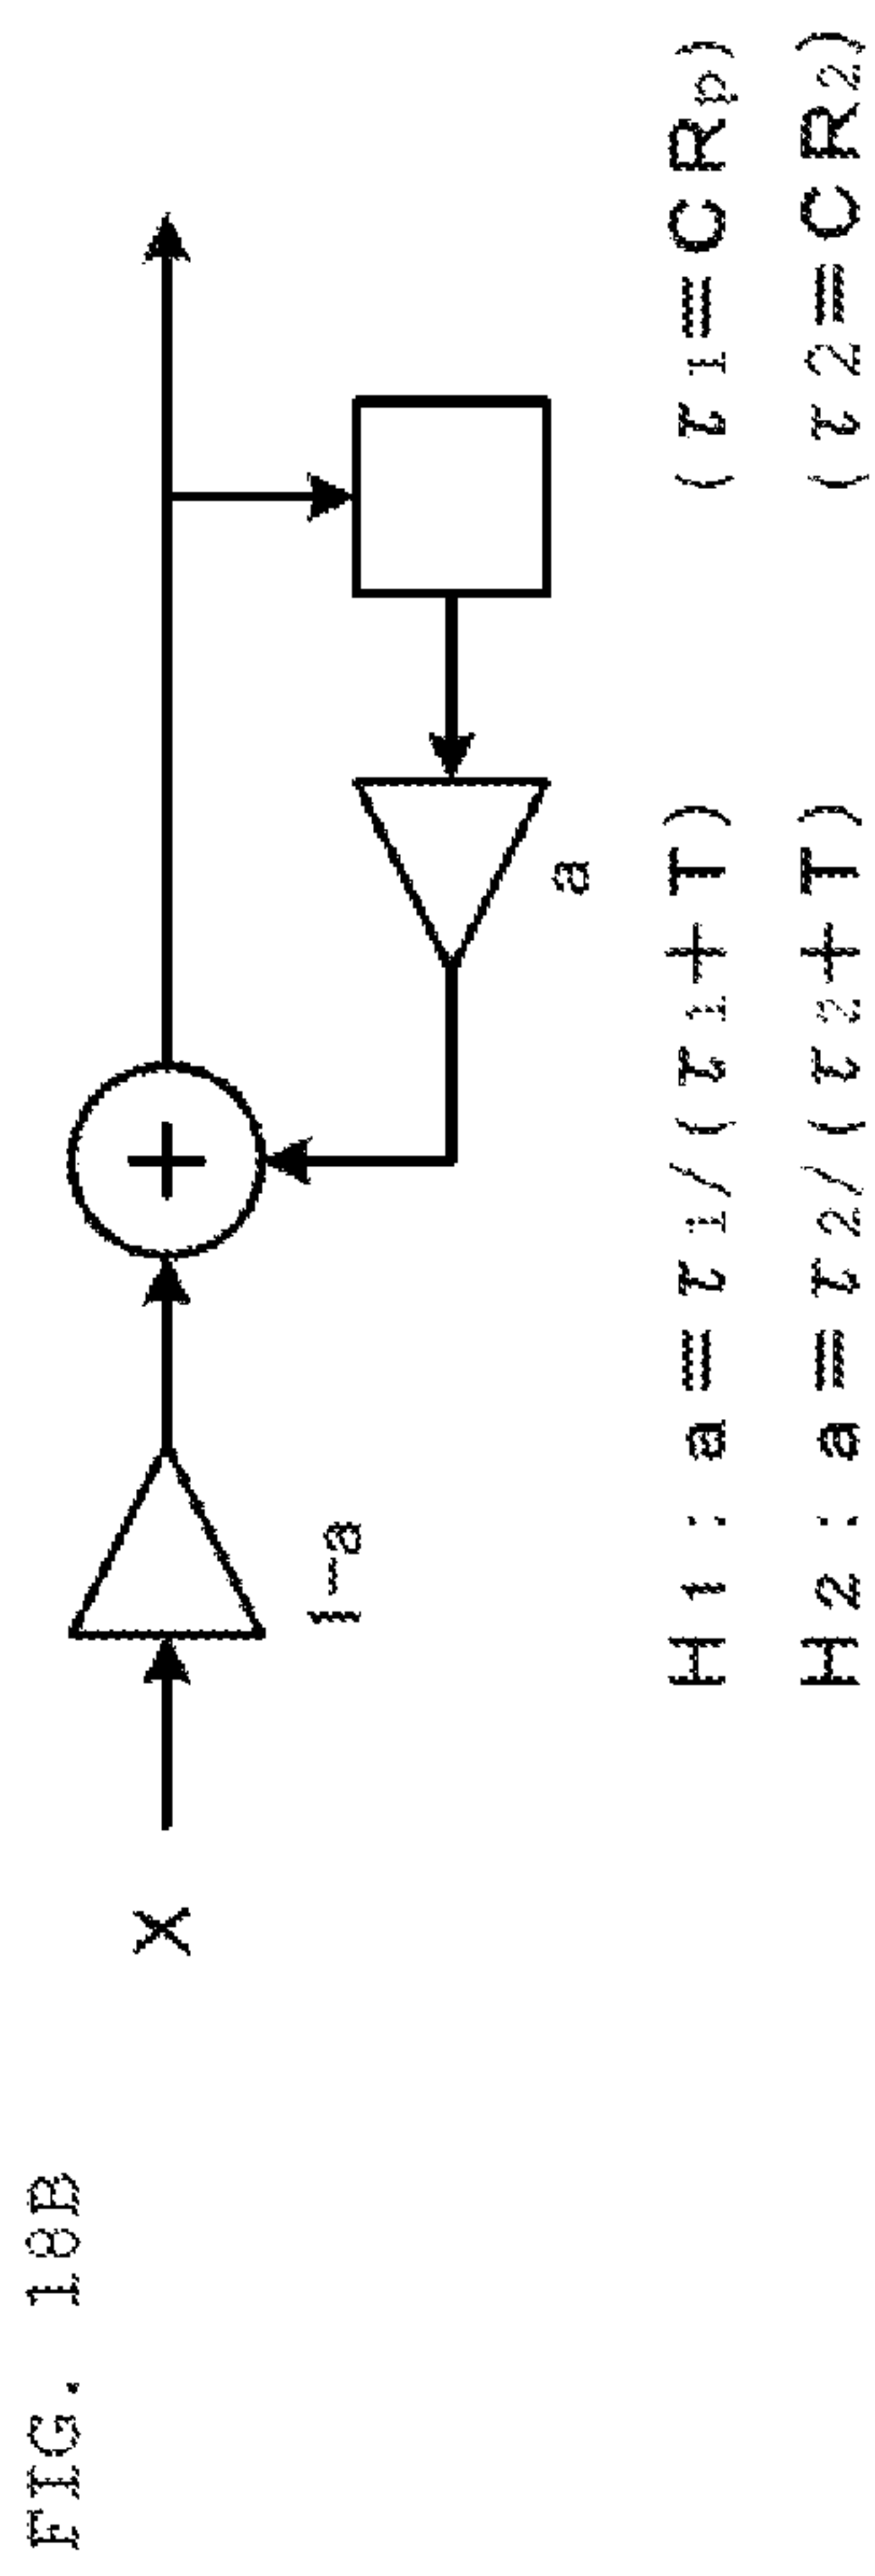 FIG. 18B
X
+
1-a
a
H1: a=τ1/(τ1+T) (τ1=CRp)
H2: a=τ2/(τ2+T) (τ2=CR2)